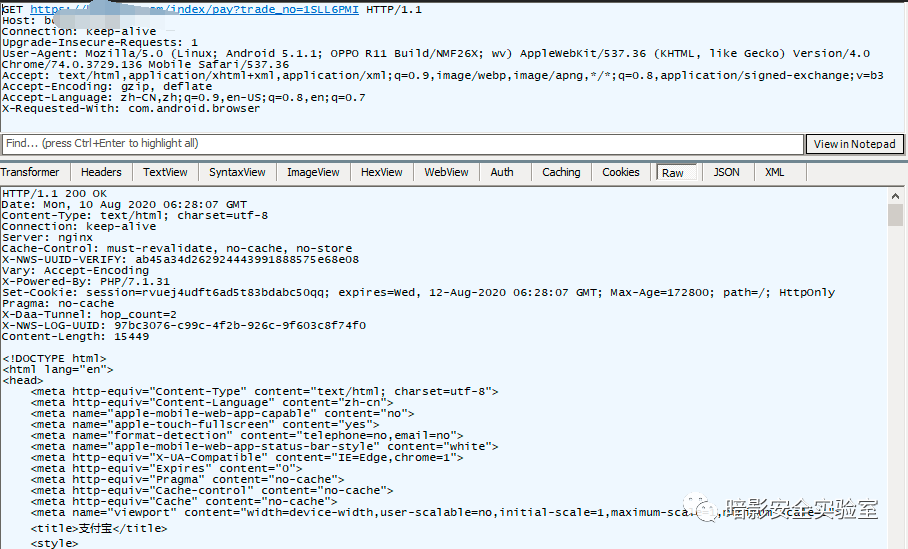 GET https:// om/index/pay?trade_no=1SLL6PMI HTTP/1.1
Host:
Connection: keep-alive
Upgrade-Insecure-Requests: 1
User-Agent: Mozilla/5.0 (Linux; Android 5.1.1; OPPO R11 Build/NMF26X; wv) AppleWebKit/537.36 (KHTML, like Gecko) Version/4.0
Chrome/74.0.3729.136 Mobile Safari/537.36
Accept: text/html,application/xhtml+xml,application/xml;q=0.9,image/webp,image/apng,*/*;q=0.8,application/signed-exchange;v=b3
Accept-Encoding: gzip, deflate
Accept-Language: zh-CN,zh;q=0.9,en-US;q=0.8,en;q=0.7
X-Requested-With: com.android.browser
Find... (press Ctrl+Enter to highlight all) View in Notepad
Transformer Headers TextView SyntaxView ImageView HexView WebView Auth Caching Cookies Raw JSON XML
HTTP/1.1 200 OK
Date: Mon, 10 Aug 2020 06:28:07 GMT
Content-Type: text/html; charset=utf-8
Connection: keep-alive
Server: nginx
Cache-Control: must-revalidate, no-cache, no-store
X-NWS-UUID-VERIFY: ab45a34d262924443991888575e68e08
Vary: Accept-Encoding
X-Powered-By: PHP/7.1.31
Set-Cookie: session=rvuej4udft6ad5t83bdabc50qq; expires=Wed, 12-Aug-2020 06:28:07 GMT; Max-Age=172800; path=/; HttpOnly
Pragma: no-cache
X-Daa-Tunnel: hop_count=2
X-NWS-LOG-UUID: 97bc3076-c99c-4f2b-926c-9f603c8f74f0
Content-Length: 15449
<!DOCTYPE html>
<html lang="en">
<head>
<meta http-equiv="Content-Type" content="text/html; charset=utf-8">
<meta http-equiv="Content-Language" content="zh-cn">
<meta name="apple-mobile-web-app-capable" content="no">
<meta name="apple-touch-fullscreen" content="yes">
<meta name="format-detection" content="telephone=no,email=no">
<meta name="apple-mobile-web-app-status-bar-style" content="white">
<meta http-equiv="X-UA-Compatible" content="IE=Edge,chrome=1">
<meta http-equiv="Expires" content="0">
<meta http-equiv="Pragma" content="no-cache">
<meta http-equiv="Cache-control" content="no-cache">
<meta http-equiv="Cache" content="no-cache">
<meta name="viewport" content="width=device-width,user-scalable=no,initial-scale=1,maximum-scale=1,
暗影安全实验室
<title>支付宝</title>
<style>